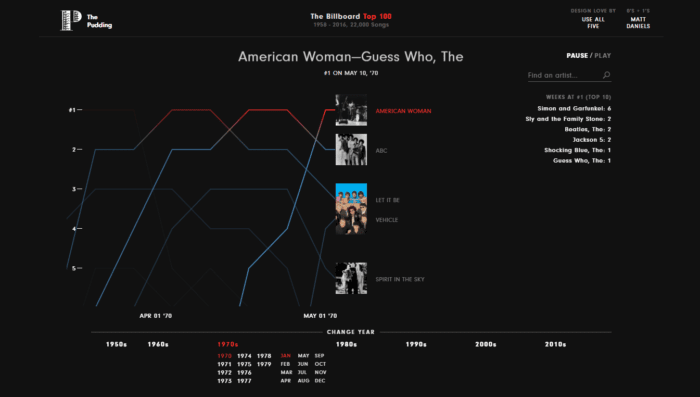 The
Pudding
The Billboard Top 100
1958 - 2016, 22,000 Songs
DESIGN LOVE BY
USE ALL
FIVE
0'S + 1'S
MATT
DANIELS
American Woman—Guess Who, The
#1 ON MAY 10, '70
PAUSE / PLAY
Find an artist...
WEEKS AT #1 (TOP 10)
Simon and Garfunkel: 6
Sly and the Family Stone: 2
Beatles, The: 2
Jackson 5: 2
Shocking Blue, The: 1
Guess Who, The: 1
#1
2
3
4
5
AMERICAN WOMAN
ABC
LET IT BE
VEHICLE
SPIRIT IN THE SKY
APR 01 '70
MAY 01 '70
CHANGE YEAR
1950s 1960s 1970s 1980s 1990s 2000s 2010s
1970 1974 1978 JAN MAY SEP
1971 1975 1979 FEB JUN OCT
1972 1976 MAR JUL NOV
1973 1977 APR AUG DEC